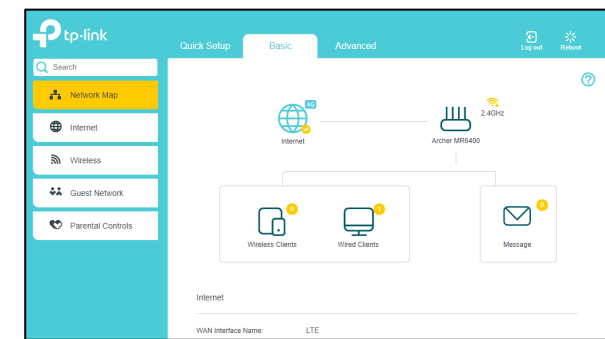 tp-link
Quick Setup Basic Advanced Log out Reboot
Search
Network Map
Internet
Wireless
Guest Network
Parental Controls
4G
Internet
2.4GHz
Archer MR6400
0
Wireless Clients
1
Wired Clients
0
Message
Internet
WAN Interface Name: LTE